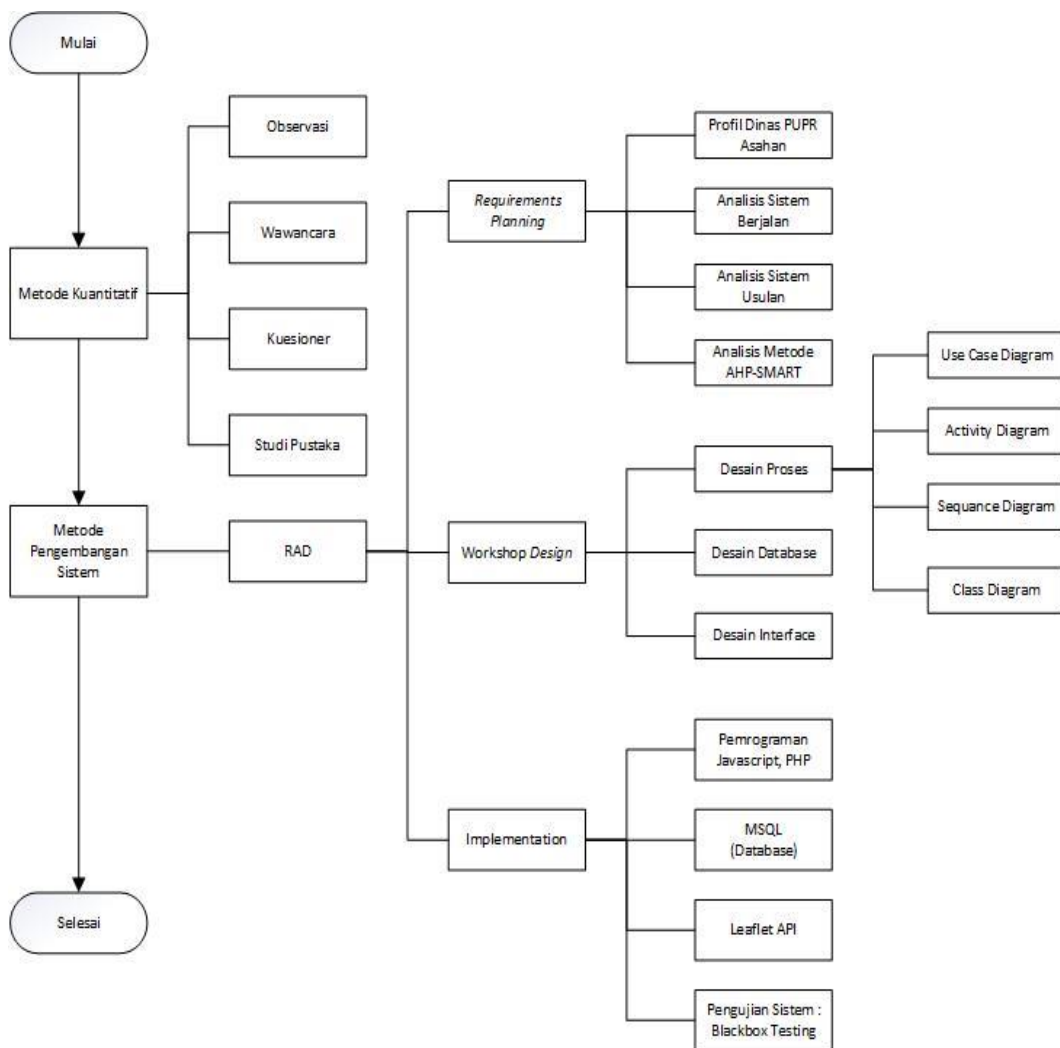 Mulai
Metode Kuantitatif
Observasi
Wawancara
Kuesioner
Studi Pustaka
Metode
Pengembangan
Sistem
RAD
Requirements
Planning
Profil Dinas PUPR
Asahan
Analisis Sistem
Berjalan
Analisis Sistem
Usulan
Analisis Metode
AHP-SMART
Workshop Design
Desain Proses
Use Case Diagram
Activity Diagram
Sequance Diagram
Class Diagram
Desain Database
Desain Interface
Implementation
Pemrograman
Javascript, PHP
MSQL
(Database)
Leaflet API
Pengujian Sistem :
Blackbox Testing
Selesai